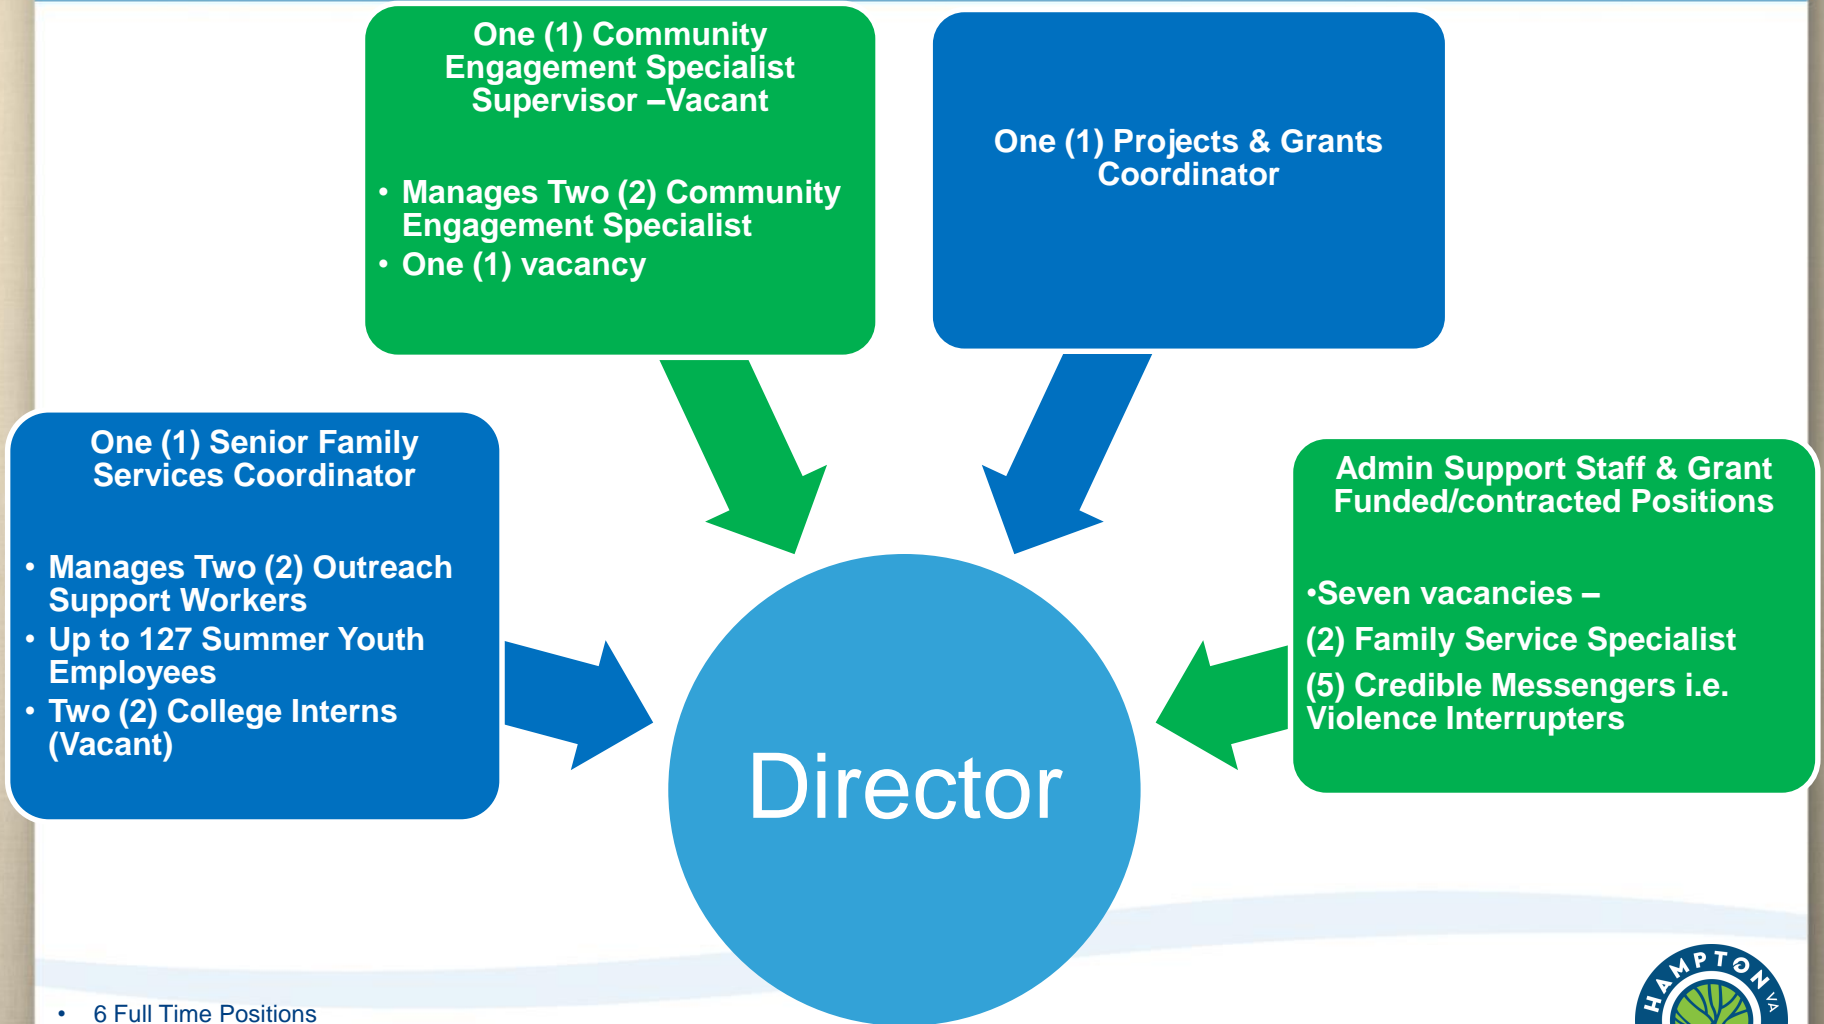 One (1) Community
Engagement Specialist
Supervisor –Vacant
• Manages Two (2) Community
Engagement Specialist
• One (1) vacancy
One (1) Projects & Grants
Coordinator
One (1) Senior Family
Services Coordinator
• Manages Two (2) Outreach
Support Workers
• Up to 127 Summer Youth
Employees
• Two (2) College Interns
(Vacant)
Admin Support Staff & Grant
Funded/contracted Positions
•Seven vacancies –
(2) Family Service Specialist
(5) Credible Messengers i.e.
Violence Interrupters
Director
• 6 Full Time Positions
HAMPTON VA